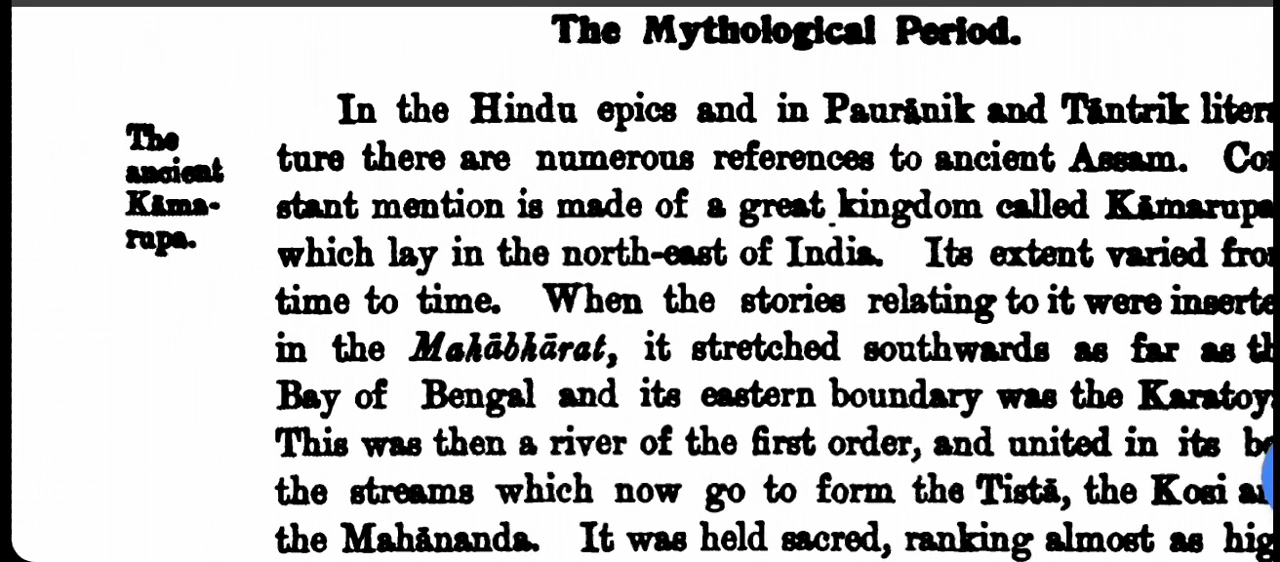 The Mythological Period.
The
ancient
Kāma-
rupa.
In the Hindu epics and in Paurānik and Tāntrik litera
ture there are numerous references to ancient Assam. Con
stant mention is made of a great kingdom called Kāmarupa
which lay in the north-east of India. Its extent varied from
time to time. When the stories relating to it were inserte
in the Mahābhārat, it stretched southwards as far as th
Bay of Bengal and its eastern boundary was the Karatoy
This was then a river of the first order, and united in its be
the streams which now go to form the Tistā, the Kosi an
the Mahānanda. It was held sacred, ranking almost as hig